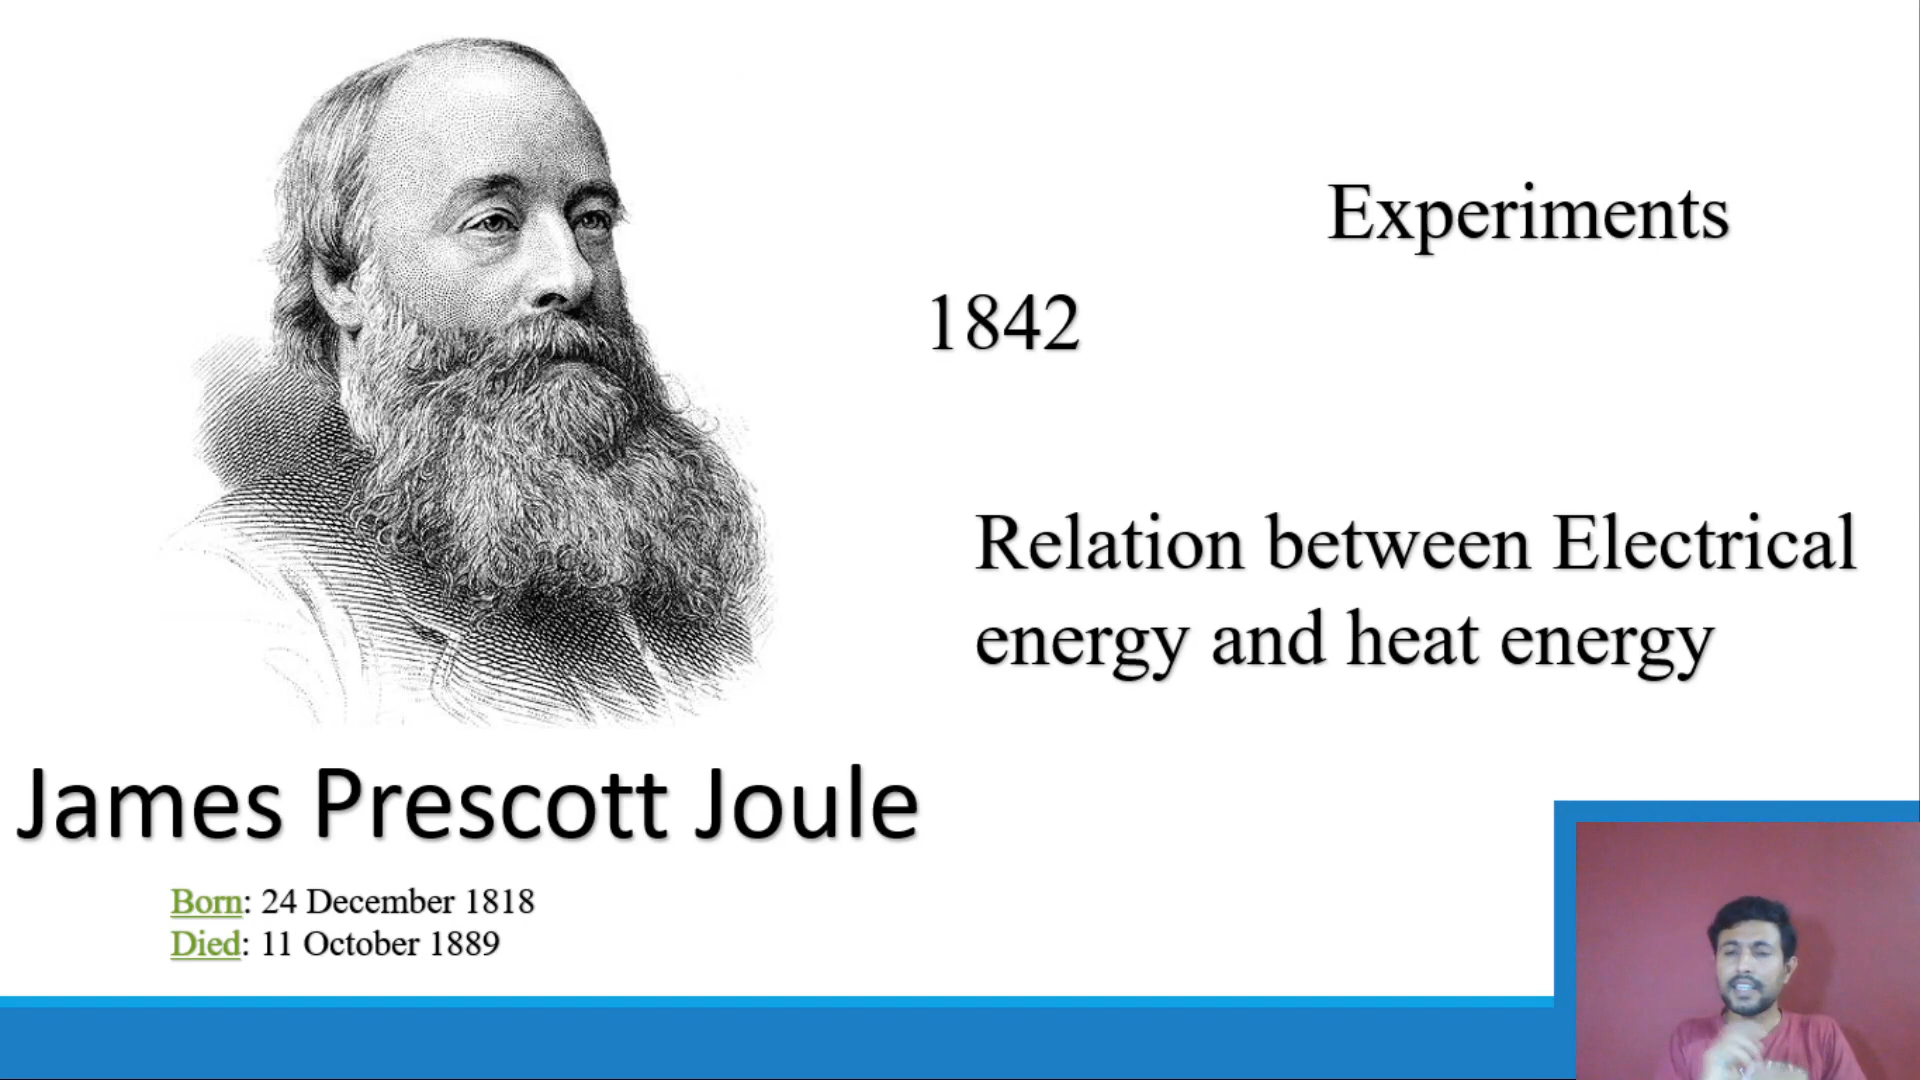 Experiments
1842
Relation between Electrical
energy and heat energy
James Prescott Joule
Born: 24 December 1818
Died: 11 October 1889